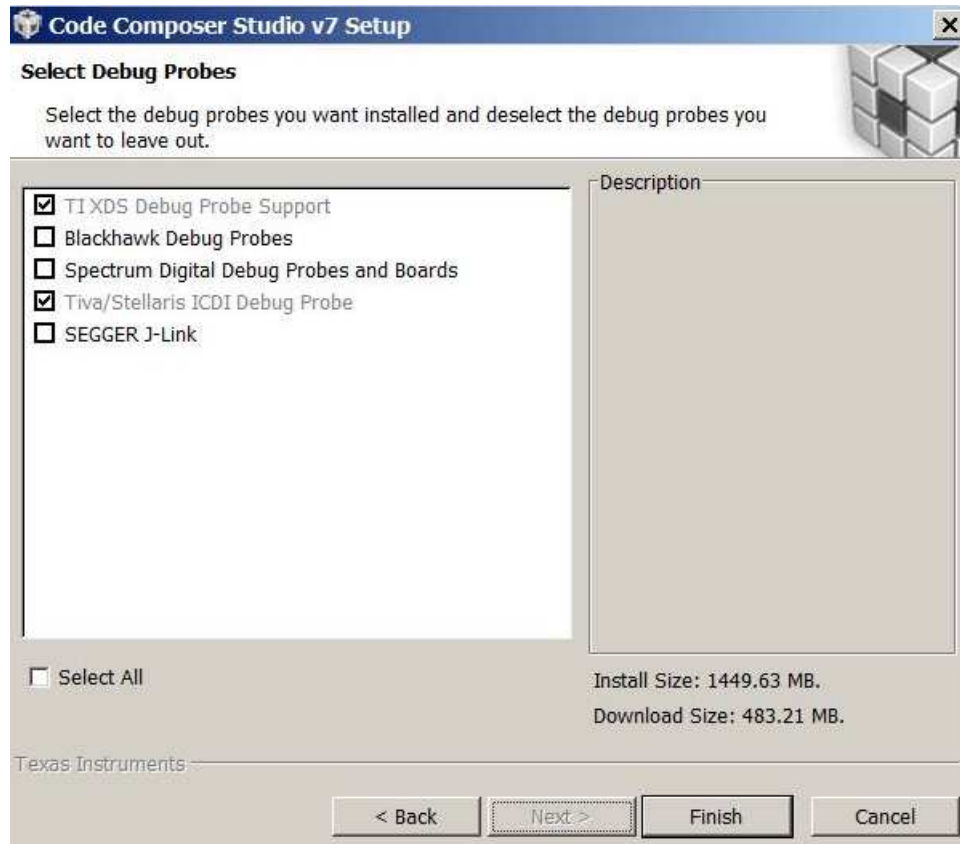 Code Composer Studio v7 Setup
Select Debug Probes
Select the debug probes you want installed and deselect the debug probes you
want to leave out.
TI XDS Debug Probe Support
Blackhawk Debug Probes
Spectrum Digital Debug Probes and Boards
Tiva/Stellaris ICDI Debug Probe
SEGGER J-Link
Description
Select All
Install Size: 1449.63 MB.
Download Size: 483.21 MB.
Texas Instruments
< Back
Next >
Finish
Cancel